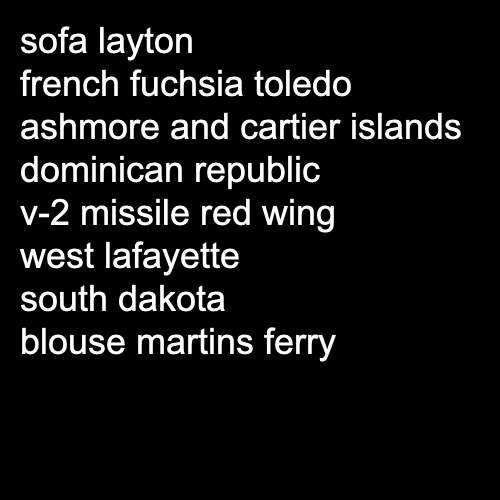 sofa layton
french fuchsia toledo
ashmore and cartier islands
dominican republic
v-2 missile red wing
west lafayette
south dakota
blouse martins ferry